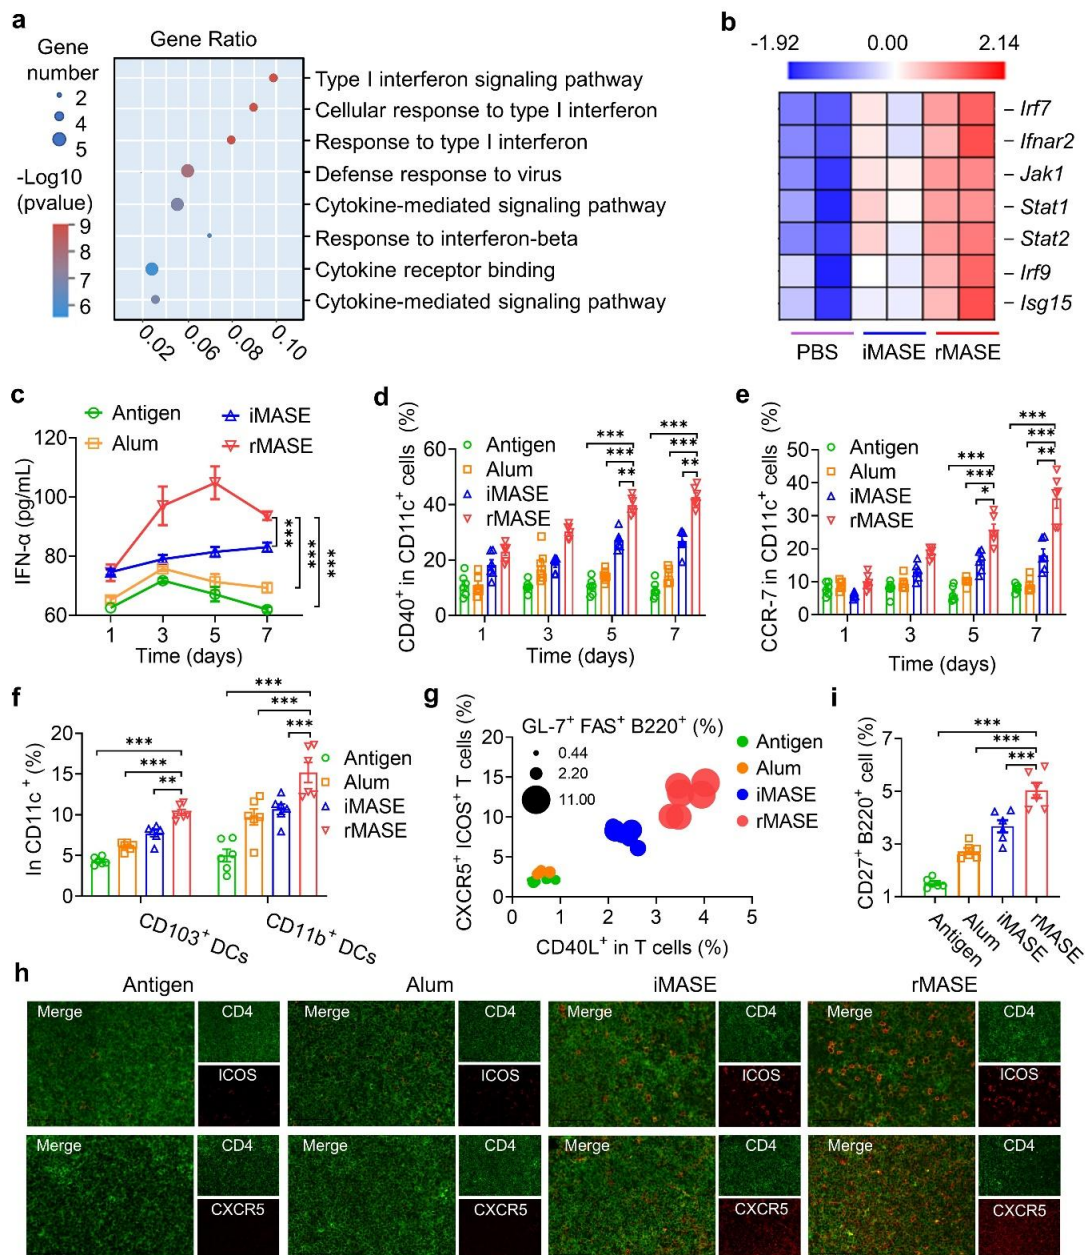 a
Gene Ratio
Gene
number
2
4
5
-Log10
(pvalue)
9
8
7
6
Type I interferon signaling pathway
Cellular response to type I interferon
Response to type I interferon
Defense response to virus
Cytokine-mediated signaling pathway
Response to interferon-beta
Cytokine receptor binding
Cytokine-mediated signaling pathway
0.02 0.06 0.08 0.10
b
-1.92 0.00 2.14
Irf7
Ifnar2
Jak1
Stat1
Stat2
Irf9
Isg15
PBS iMASE rMASE
c
Antigen iMASE
Alum rMASE
IFN-α (pg/mL)
120
100
80
60
*** *** ***
1 3 5 7
Time (days)
d
CD40⁺ in CD11c⁺ cells (%)
60
40
20
0
Antigen
Alum
iMASE
rMASE
*** ***
*** ***
** **
1 3 5 7
Time (days)
e
CCR-7 in CD11c⁺ cells (%)
50
40
30
20
10
0
Antigen
Alum
iMASE
rMASE
*** ***
*** ***
* **
1 3 5 7
Time (days)
f
In CD11c⁺ (%)
20
15
10
5
0
*** ***
*** ***
** ***
Antigen
Alum
iMASE
rMASE
CD103⁺ DCs CD11b⁺ DCs
g
CXCR5⁺ ICOS⁺ T cells (%)
20
15
10
5
0
GL-7⁺ FAS⁺ B220⁺ (%)
0.44
2.20
11.00
Antigen
Alum
iMASE
rMASE
0 1 2 3 4 5
CD40L⁺ in T cells (%)
i
CD27⁺ B220⁺ cell (%)
7
5
3
1
***
***
***
Antigen Alum iMASE rMASE
h
Antigen Alum iMASE rMASE
Merge CD4 Merge CD4 Merge CD4 Merge CD4
ICOS ICOS ICOS ICOS
Merge CD4 Merge CD4 Merge CD4 Merge CD4
CXCR5 CXCR5 CXCR5 CXCR5